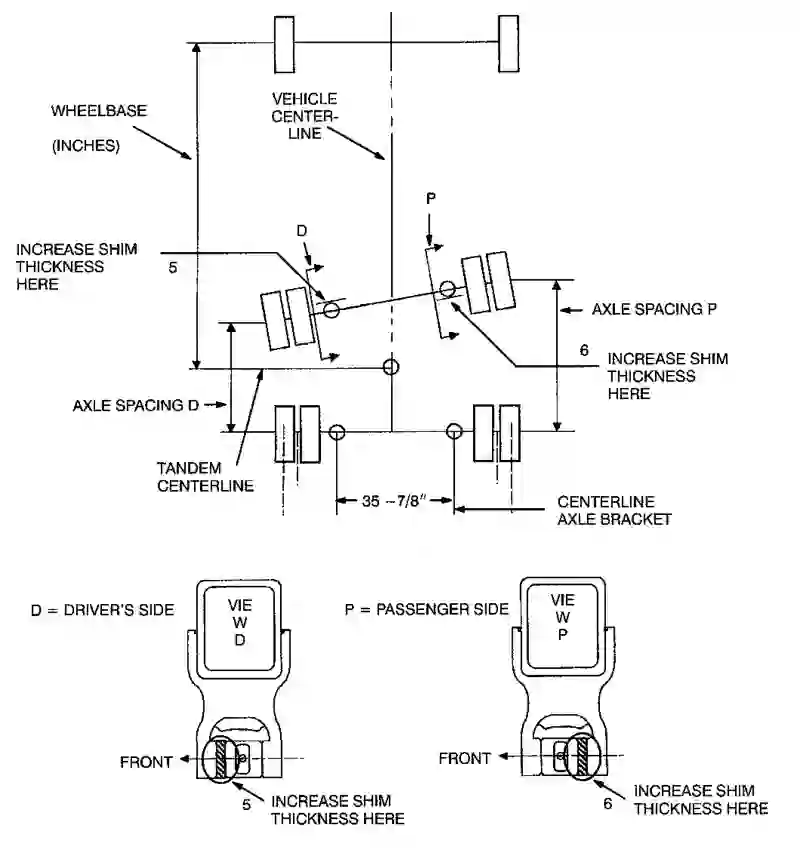 WHEELBASE
(INCHES)
VEHICLE
CENTER-
LINE
P
D
INCREASE SHIM
THICKNESS
HERE
5
AXLE SPACING P
6
INCREASE SHIM
THICKNESS
HERE
AXLE SPACING D
TANDEM
CENTERLINE
35 -7/8"
CENTERLINE
AXLE BRACKET
D = DRIVER'S SIDE
VIE
W
D
P = PASSENGER SIDE
VIE
W
P
FRONT
5
INCREASE SHIM
THICKNESS HERE
FRONT
6
INCREASE SHIM
THICKNESS HERE